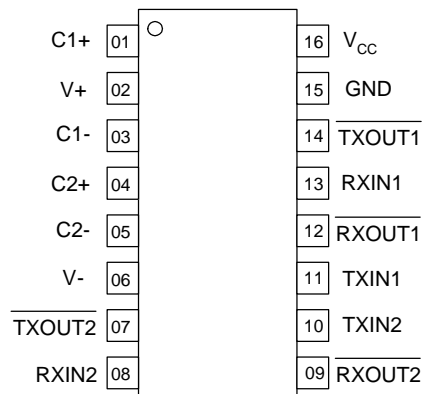 C1+ 01 16 VCC
V+ 02 15 GND
C1- 03 14 TXOUT1
C2+ 04 13 RXIN1
C2- 05 12 RXOUT1
V- 06 11 TXIN1
TXOUT2 07 10 TXIN2
RXIN2 08 09 RXOUT2